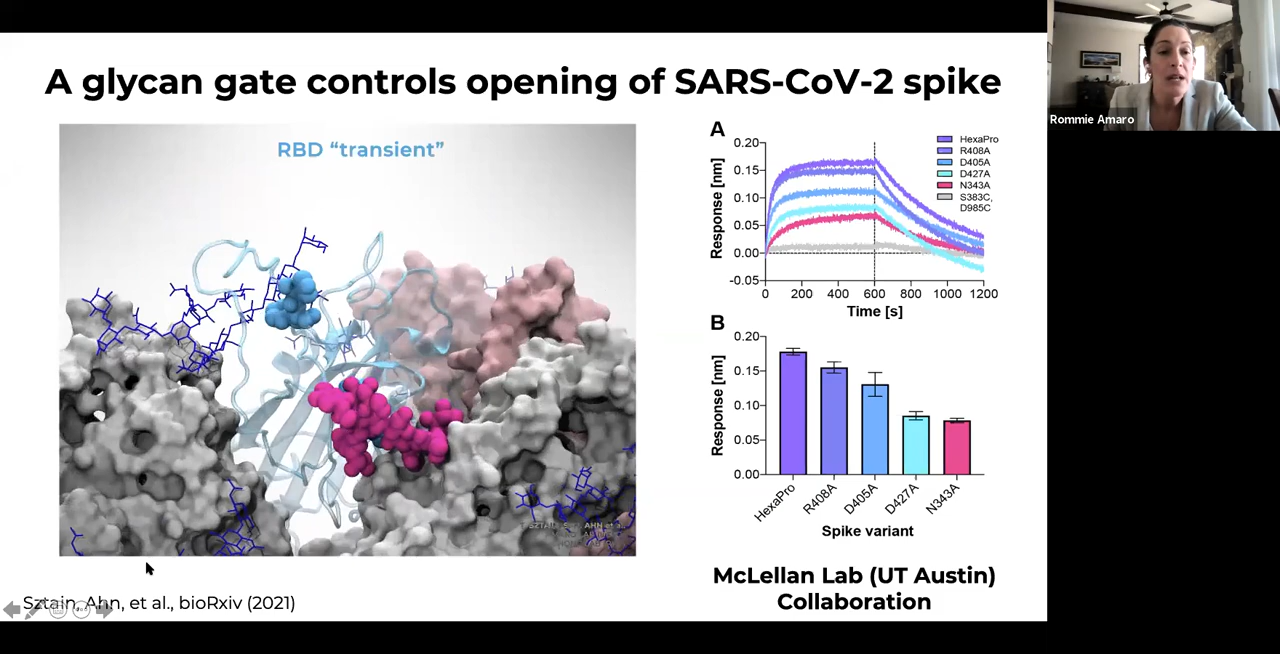 A glycan gate controls opening of SARS-CoV-2 spike
Rommie Amaro
RBD “transient”
A
Response [nm]
0.20
0.15
0.10
0.05
0.00
-0.05
0 200 400 600 800 1000 1200
Time [s]
HexaPro
R408A
D405A
D427A
N343A
S383C,
D985C
B
Response [nm]
0.20
0.15
0.10
0.05
0.00
HexaPro R408A D405A D427A N343A
Spike variant
McLellan Lab (UT Austin)
Collaboration
Sztain, Ahn, et al., bioRxiv (2021)